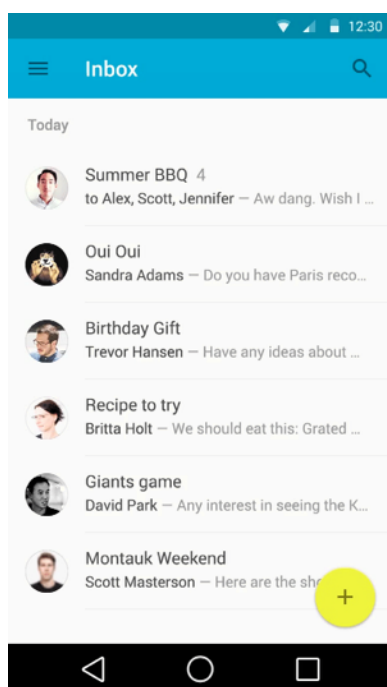 12:30
Inbox
Today
Summer BBQ 4
to Alex, Scott, Jennifer — Aw dang. Wish I ...
Oui Oui
Sandra Adams — Do you have Paris reco...
Birthday Gift
Trevor Hansen — Have any ideas about ...
Recipe to try
Britta Holt — We should eat this: Grated ...
Giants game
David Park — Any interest in seeing the K...
Montauk Weekend
Scott Masterson — Here are the